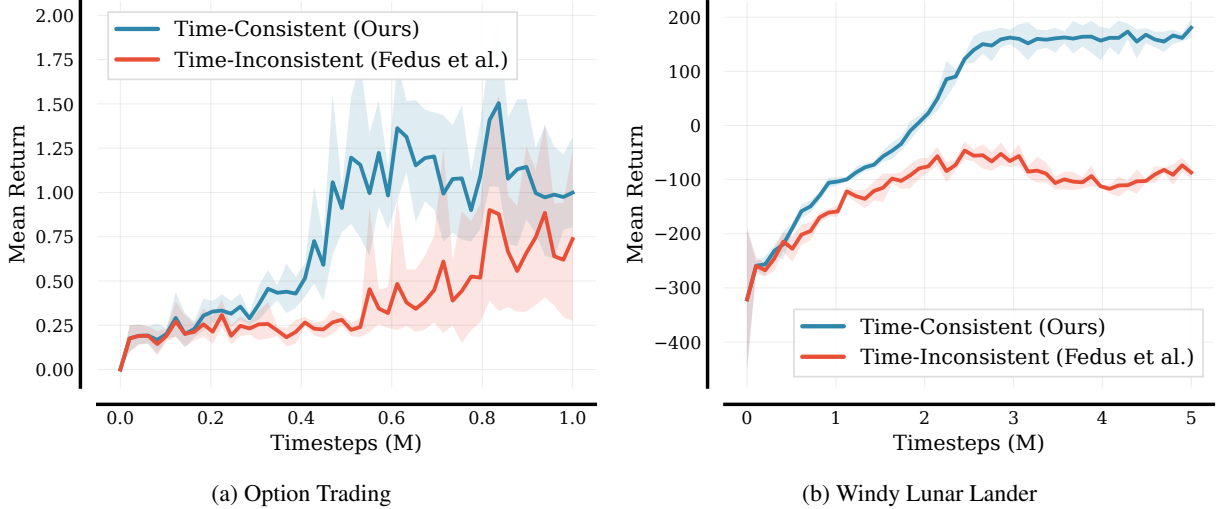 Time-Consistent (Ours)
Time-Inconsistent (Fedus et al.)
2.00
1.75
1.50
1.25
1.00
0.75
0.50
0.25
0.00
Mean Return
0.0 0.2 0.4 0.6 0.8 1.0
Timesteps (M)
(a) Option Trading
200
100
0
−100
−200
−300
−400
Mean Return
Time-Consistent (Ours)
Time-Inconsistent (Fedus et al.)
0 1 2 3 4 5
Timesteps (M)
(b) Windy Lunar Lander